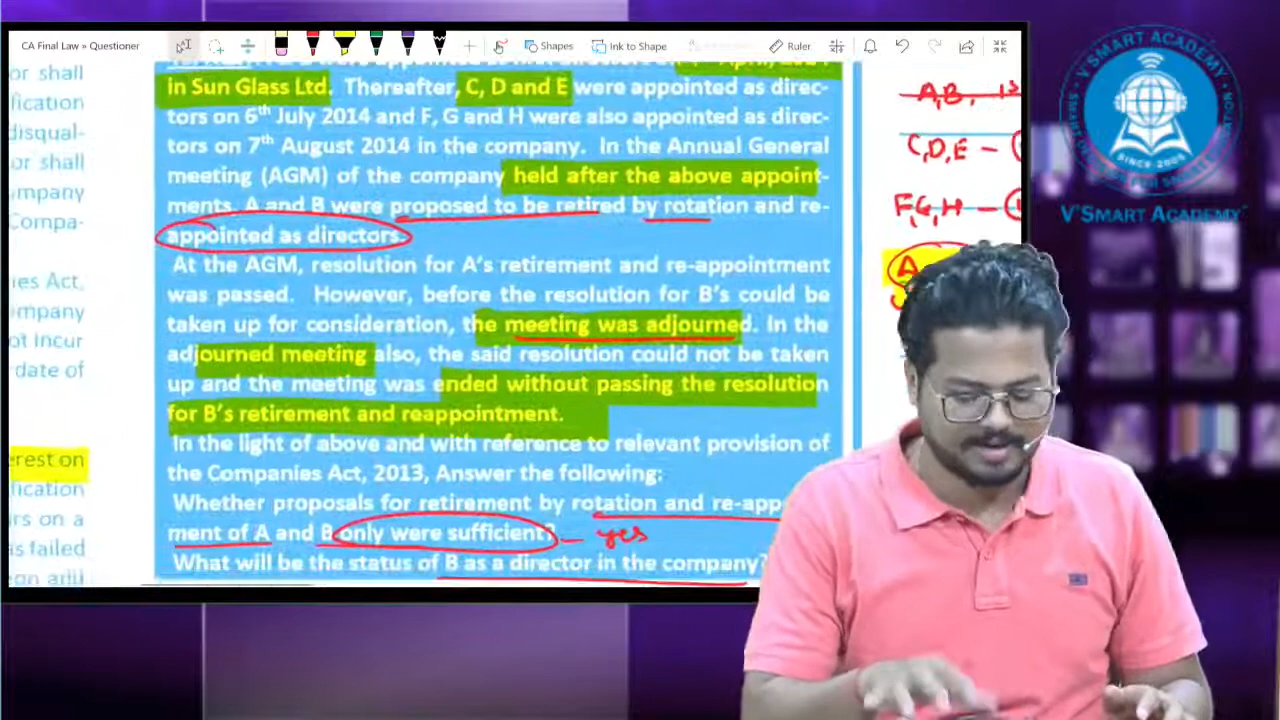 CA Final Law » Questioner
Shapes
Ink to Shape
Ruler
or shall
ification
disqual-
or shall
ompany
Compa-
ies Act,
ompany
ot incur
date of
erest on
ification
rs on a
s failed
in Sun Glass Ltd. Thereafter, C, D and E were appointed as direc-
tors on 6th July 2014 and F, G and H were also appointed as direc-
tors on 7th August 2014 in the company. In the Annual General
meeting (AGM) of the company held after the above appoint-
ments, A and B were proposed to be retired by rotation and re-
appointed as directors.
At the AGM, resolution for A's retirement and re-appointment
was passed. However, before the resolution for B's could be
taken up for consideration, the meeting was adjourned. In the
adjourned meeting also, the said resolution could not be taken
up and the meeting was ended without passing the resolution
for B's retirement and reappointment.
In the light of above and with reference to relevant provision of
the Companies Act, 2013, Answer the following:
Whether proposals for retirement by rotation and re-app
ment of A and B only were sufficient? – yes
What will be the status of B as a director in the company?
A, B,
C, D, E –
F, G, H –
A
V'SMART ACADEMY
SINCE-2005
V'Smart Academy